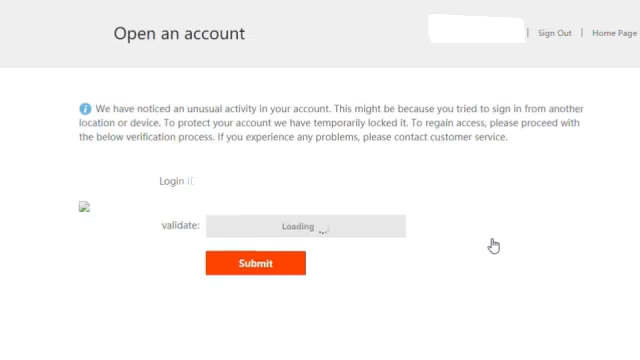 Open an account
| Sign Out | Home Page
We have noticed an unusual activity in your account. This might be because you tried to sign in from another
location or device. To protect your account we have temporarily locked it. To regain access, please proceed with
the below verification process. If you experience any problems, please contact customer service.
Login
validate:
Loading
Submit